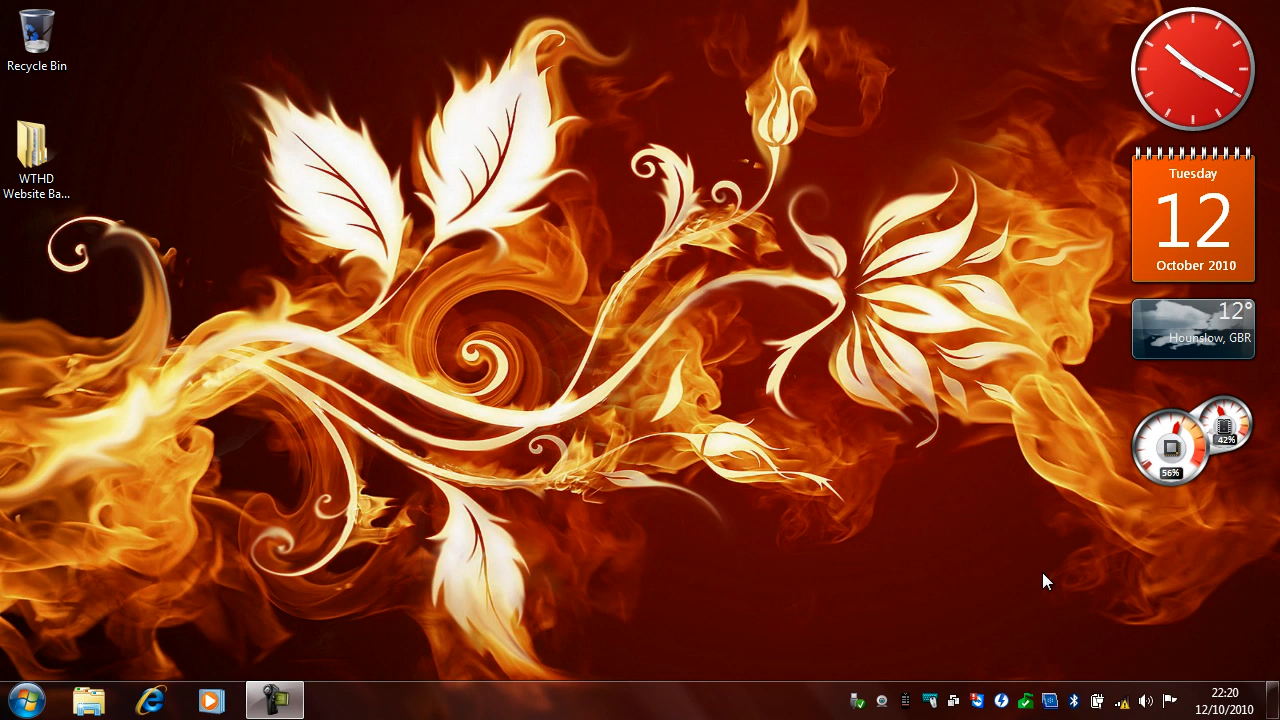 Recycle Bin
WTHD
Website Ba...
Tuesday
12
October 2010
12°
Hounslow, GBR
42%
56%
22:20
12/10/2010